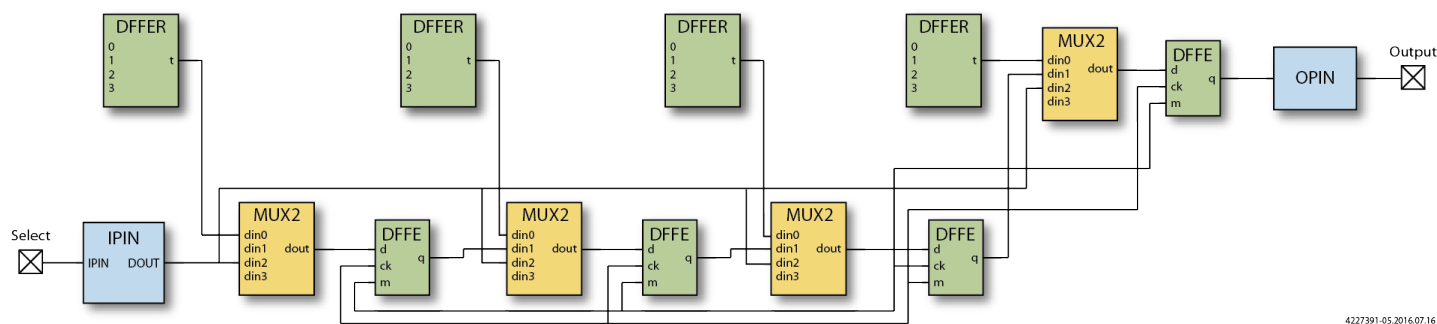 DFFER
0
1 t
2
3
DFFER
0
1 t
2
3
DFFER
0
1 t
2
3
DFFER
0
1 t
2
3
MUX2
din0
din1 dout
din2
din3
DFFE
d
ck q
m
OPIN
Output
Select
IPIN
IPIN DOUT
MUX2
din0
din1 dout
din2
din3
DFFE
d
ck q
m
MUX2
din0
din1 dout
din2
din3
DFFE
d
ck q
m
MUX2
din0
din1 dout
din2
din3
DFFE
d
ck q
m
4227391-05.2016.07.16